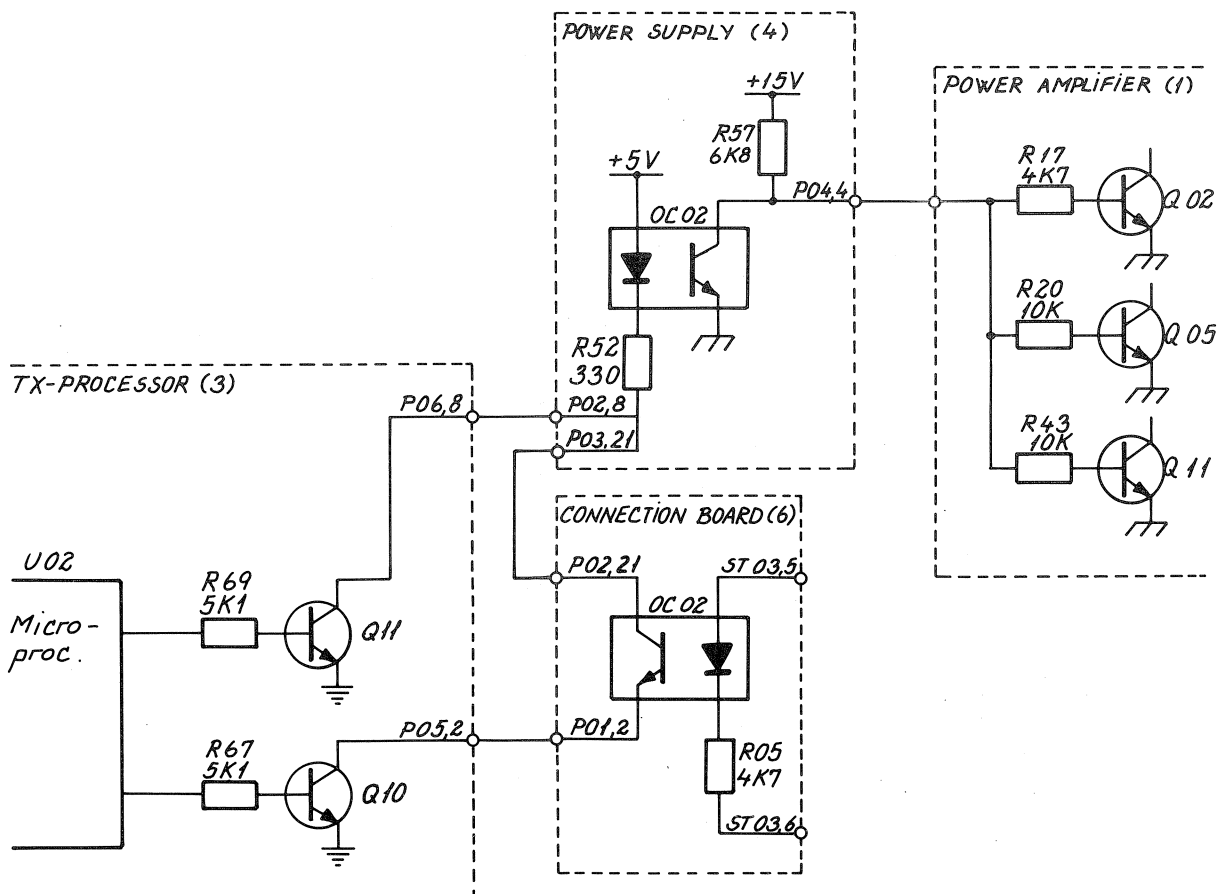 POWER SUPPLY (4)
+15V
R57
6K8
+5V
P04,4
OC02
R52
330
P02,8
P03,21
POWER AMPLIFIER (1)
R17
4K7
Q02
R20
10K
Q05
R43
10K
Q11
TX-PROCESSOR (3)
P06,8
U02
Micro-
proc.
R69
5K1
Q11
P05,2
R67
5K1
Q10
CONNECTION BOARD (6)
P02,21
ST03,5
OC02
P01,2
R05
4K7
ST03,6